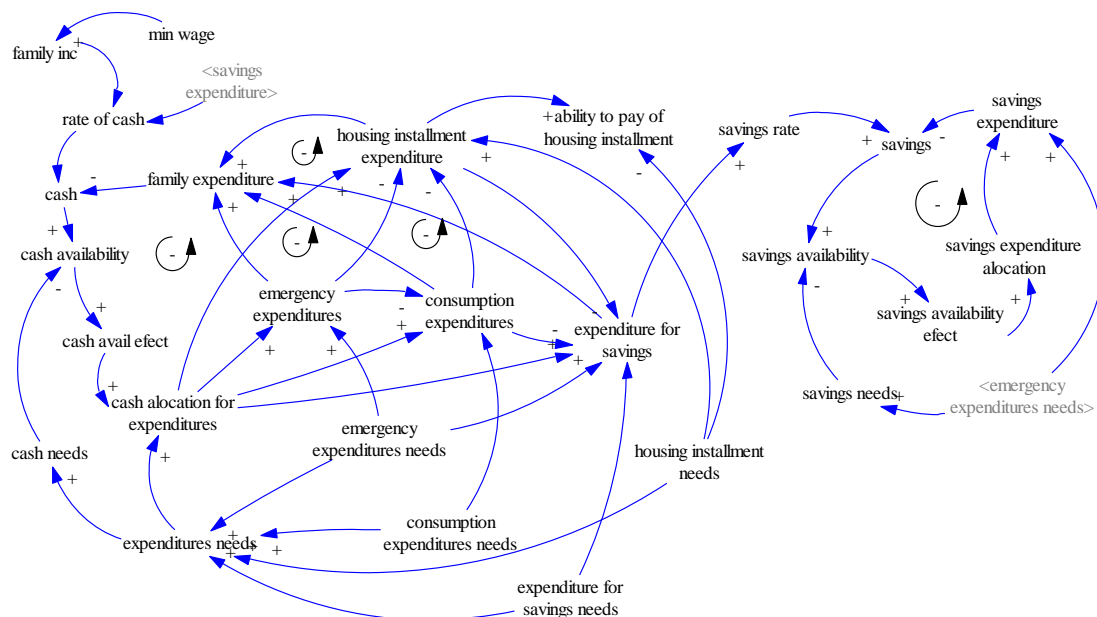 min wage
family inc
<savings
expenditure>
rate of cash
cash
family expenditure
housing installment
expenditure
ability to pay of
housing installment
savings rate
savings
savings
expenditure
cash availability
savings availability
savings expenditure
alocation
emergency
expenditures
consumption
expenditures
expenditure for
savings
savings availability
efect
cash avail efect
cash alocation for
expenditures
savings needs
<emergency
expenditures needs>
emergency
expenditures needs
housing installment
needs
cash needs
expenditures needs
consumption
expenditures needs
expenditure for
savings needs